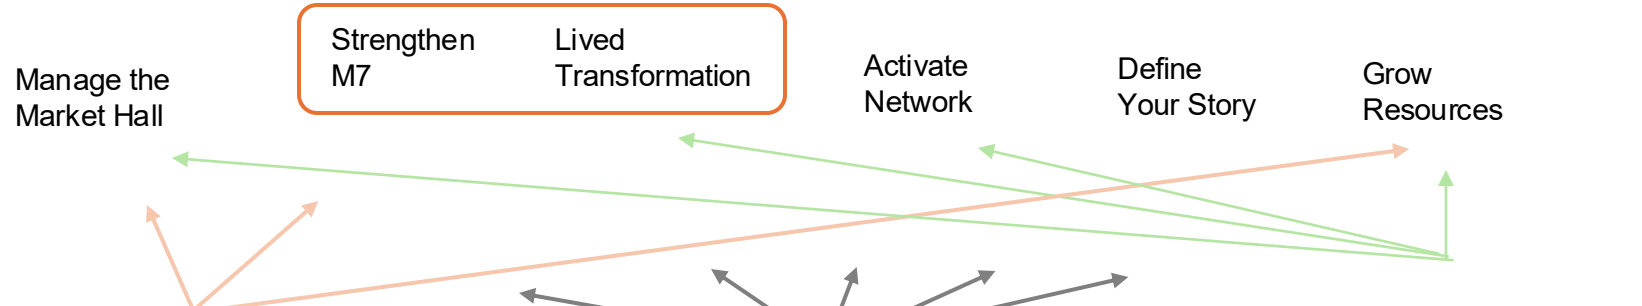 Manage the
Market Hall
Strengthen
M7
Lived
Transformation
Activate
Network
Define
Your Story
Grow
Resources